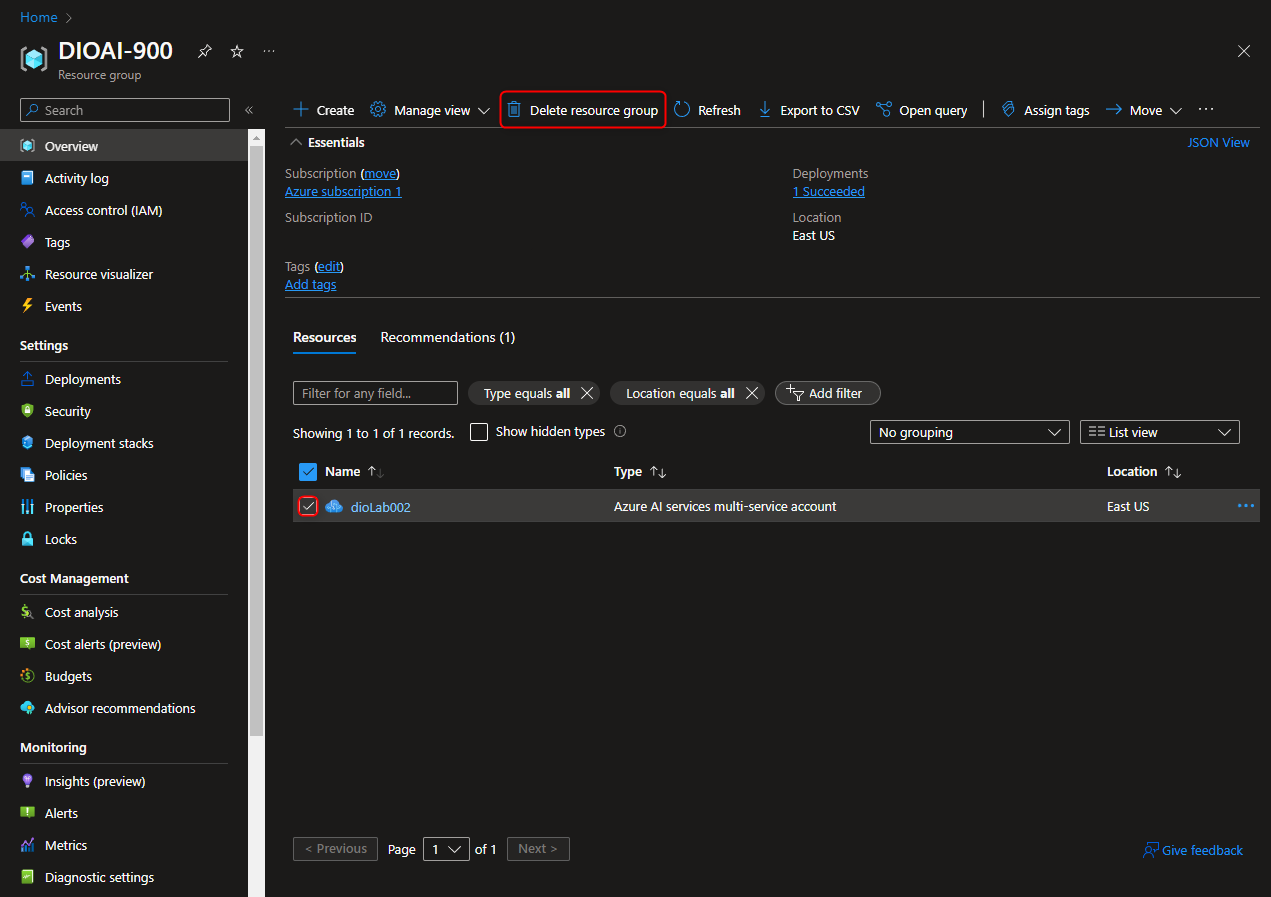 Home
DIOAI-900
Resource group
Search
Create Manage view Delete resource group Refresh Export to CSV Open query Assign tags Move
Overview
Activity log
Access control (IAM)
Tags
Resource visualizer
Events
Settings
Deployments
Security
Deployment stacks
Policies
Properties
Locks
Cost Management
Cost analysis
Cost alerts (preview)
Budgets
Advisor recommendations
Monitoring
Insights (preview)
Alerts
Metrics
Diagnostic settings
Essentials
JSON View
Subscription (move)
Azure subscription 1
Subscription ID
Deployments
1 Succeeded
Location
East US
Tags (edit)
Add tags
Resources Recommendations (1)
Filter for any field... Type equals all Location equals all Add filter
Showing 1 to 1 of 1 records. Show hidden types No grouping List view
Name Type Location
dioLab002 Azure AI services multi-service account East US
< Previous Page 1 of 1 Next >
Give feedback